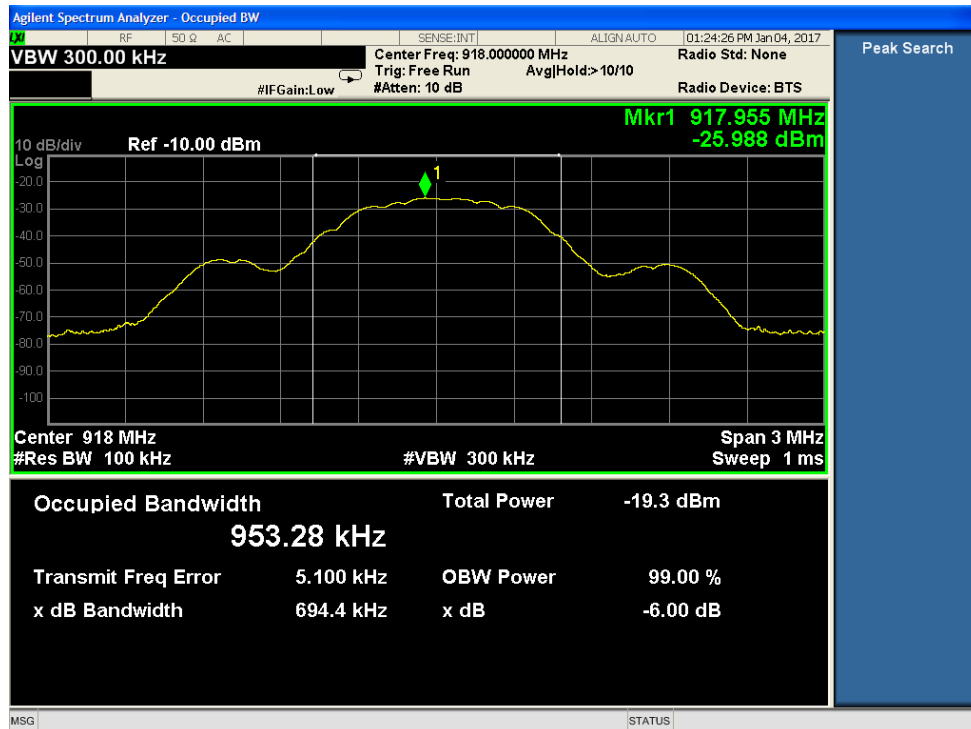 Agilent Spectrum Analyzer - Occupied BW
LXI RF 50 Ω AC SENSE:INT ALIGN AUTO 01:24:26 PM Jan 04, 2017
VBW 300.00 kHz
Center Freq: 918.000000 MHz
Radio Std: None
Trig: Free Run Avg|Hold:>10/10
#IFGain:Low
#Atten: 10 dB
Radio Device: BTS
Peak Search
Mkr1 917.955 MHz
-25.988 dBm
10 dB/div Ref -10.00 dBm
Log
1
-20.0
-30.0
-40.0
-50.0
-60.0
-70.0
-80.0
-90.0
-100
Center 918 MHz Span 3 MHz
#Res BW 100 kHz #VBW 300 kHz Sweep 1 ms
Occupied Bandwidth Total Power -19.3 dBm
953.28 kHz
Transmit Freq Error 5.100 kHz OBW Power 99.00 %
x dB Bandwidth 694.4 kHz x dB -6.00 dB
MSG STATUS